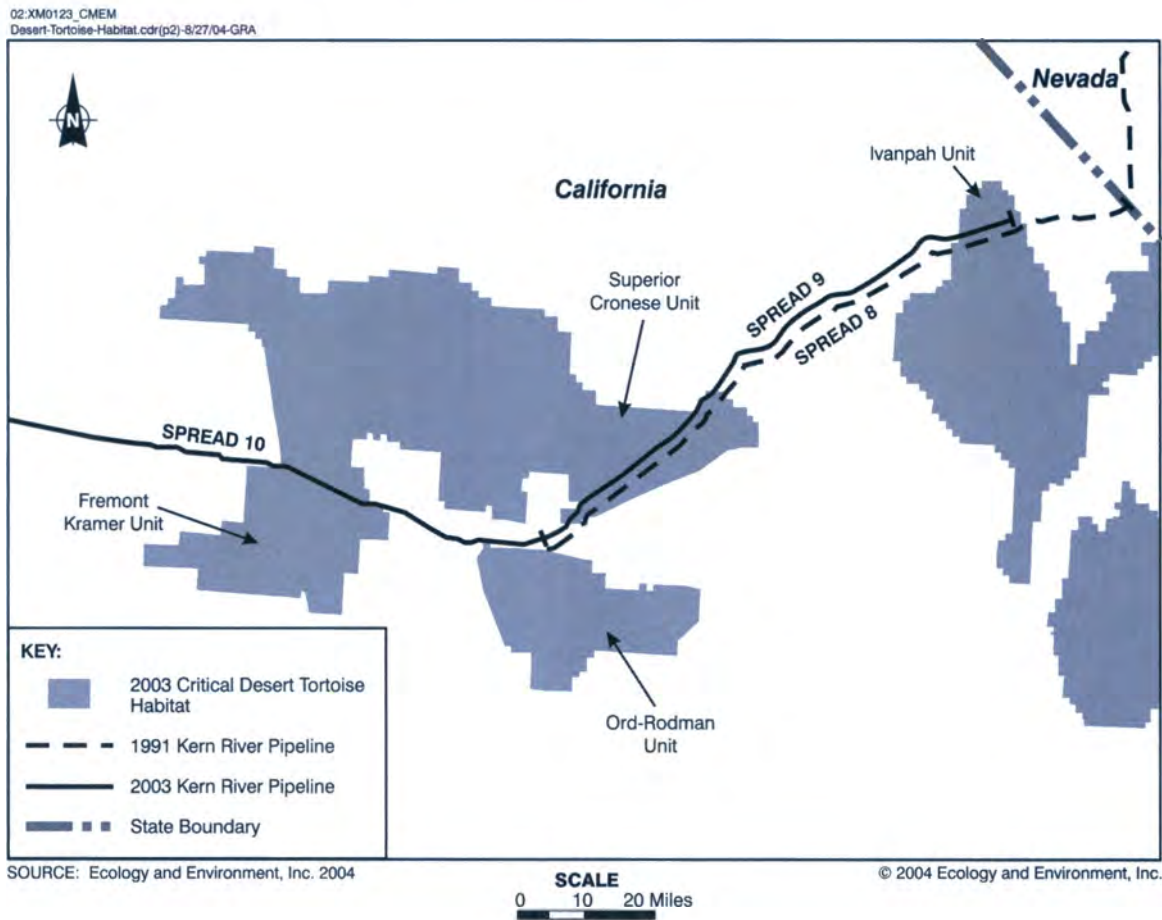 02:XM0123_CMEM
Desert-Tortoise-Habitat.cdr(p2)-8/27/04-GRA
Nevada
N
Ivanpah Unit
California
Superior
Cronese Unit
SPREAD 9
SPREAD 8
SPREAD 10
Fremont
Kramer Unit
Ord-Rodman
Unit
KEY:
2003 Critical Desert Tortoise
Habitat
1991 Kern River Pipeline
2003 Kern River Pipeline
State Boundary
SOURCE: Ecology and Environment, Inc. 2004
© 2004 Ecology and Environment, Inc.
SCALE
0 10 20 Miles